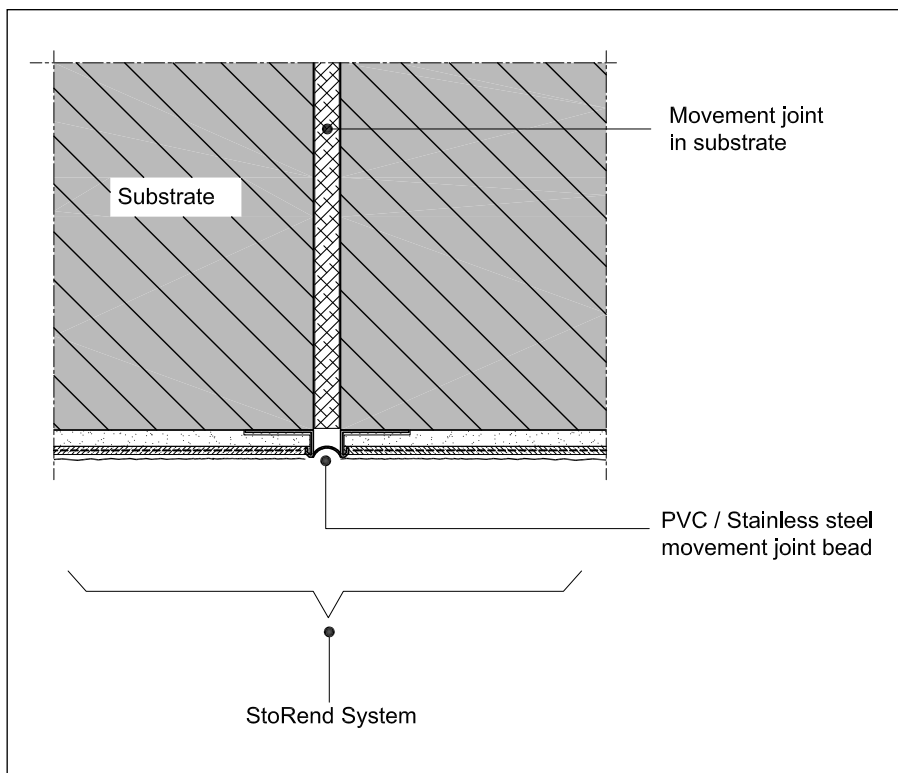 Movement joint
in substrate
Substrate
PVC / Stainless steel
movement joint bead
StoRend System